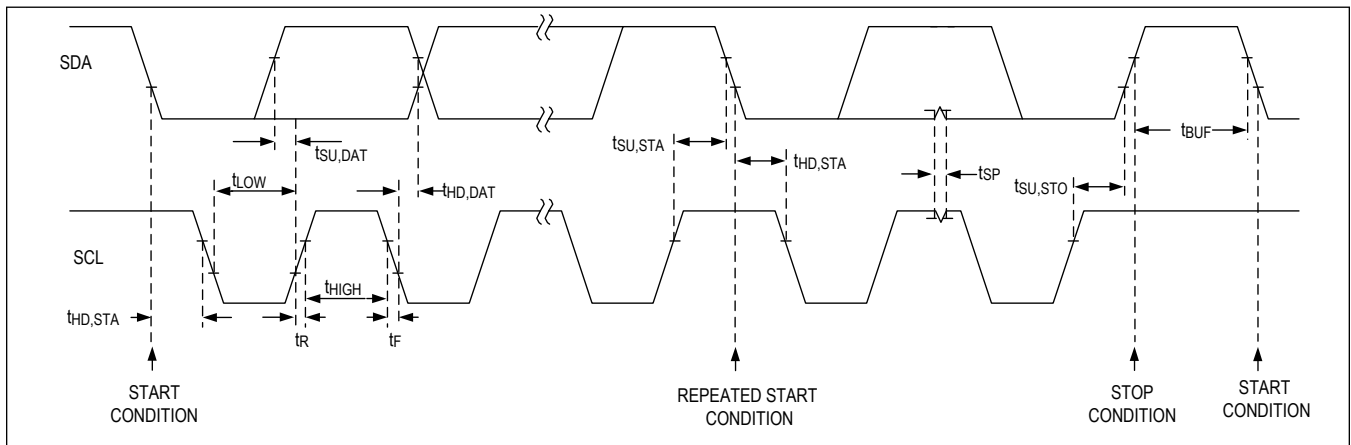 SDA
tSU,DAT
tSU,STA
tHD,STA
tSP
tBUF
tLOW
tHD,DAT
tSU,STO
SCL
tHIGH
tHD,STA
tR
tF
START
CONDITION
REPEATED START
CONDITION
STOP
CONDITION
START
CONDITION